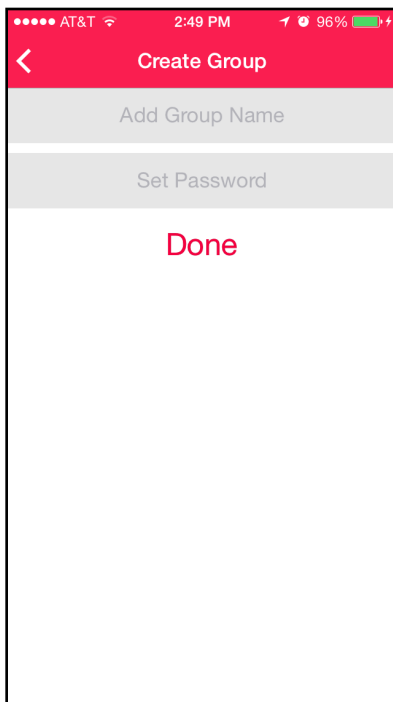 AT&T 2:49 PM 96%
Create Group
Add Group Name
Set Password
Done